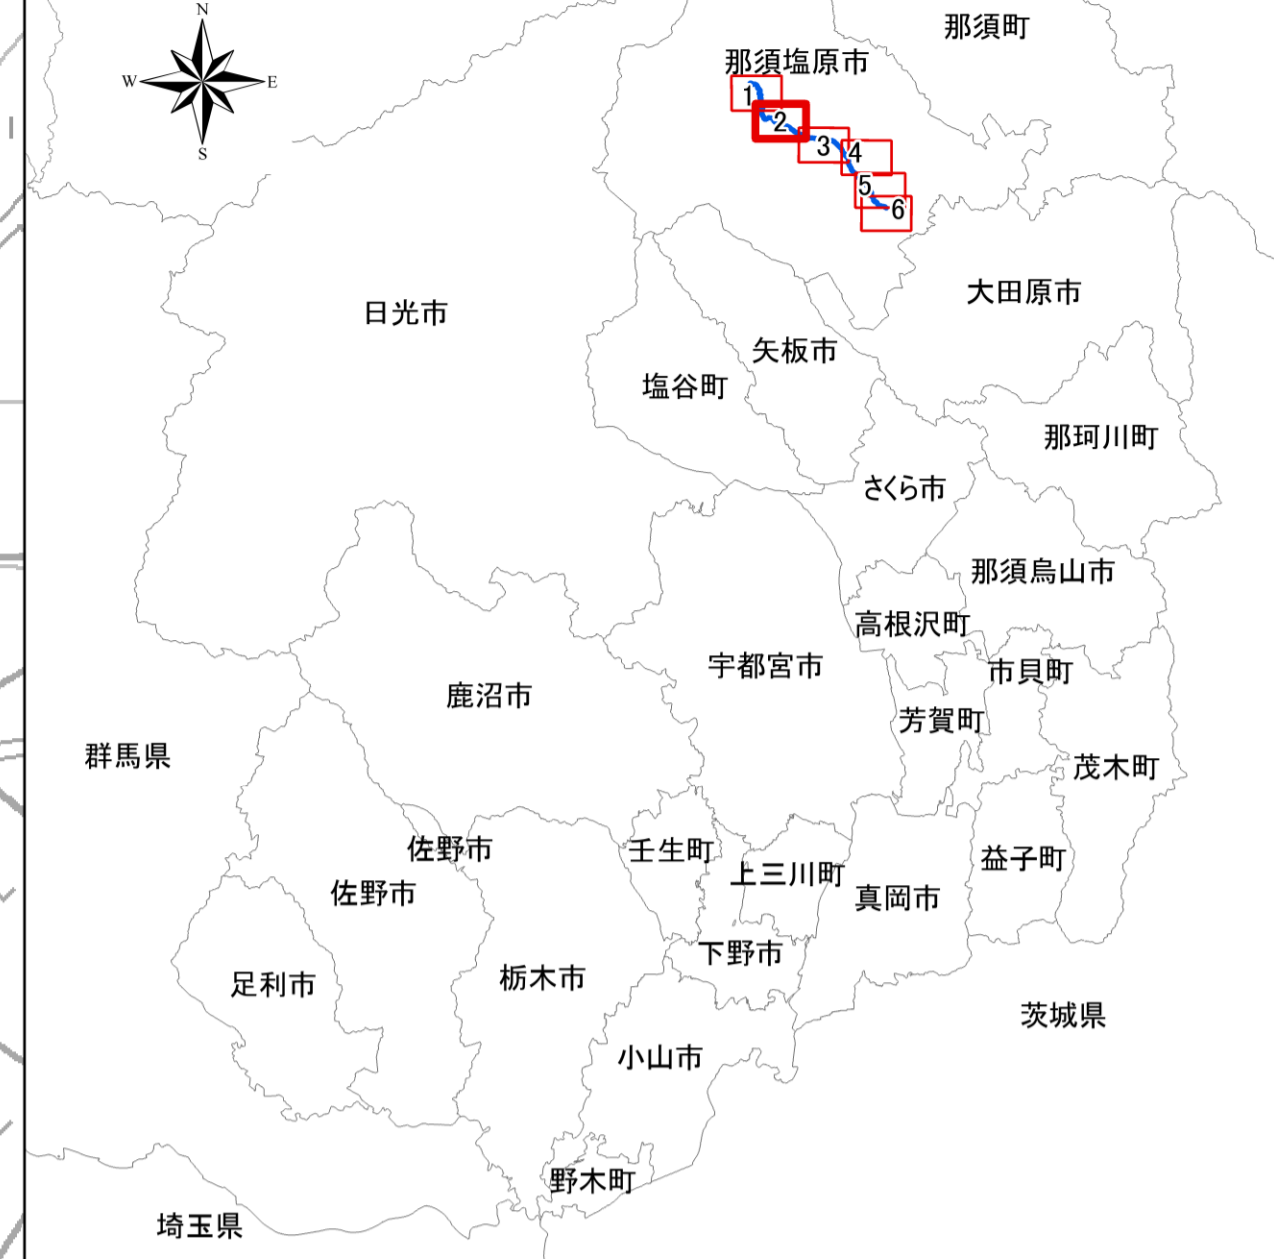 N
W
E
S
那須町
那須塩原市
1
2
3
4
5
6
大田原市
日光市
矢板市
塩谷町
那珂川町
さくら市
那須烏山市
高根沢町
宇都宮市
市貝町
鹿沼市
芳賀町
群馬県
茂木町
佐野市
壬生町
益子町
上三川町
佐野市
真岡市
下野市
足利市
栃木市
茨城県
小山市
野木町
埼玉県